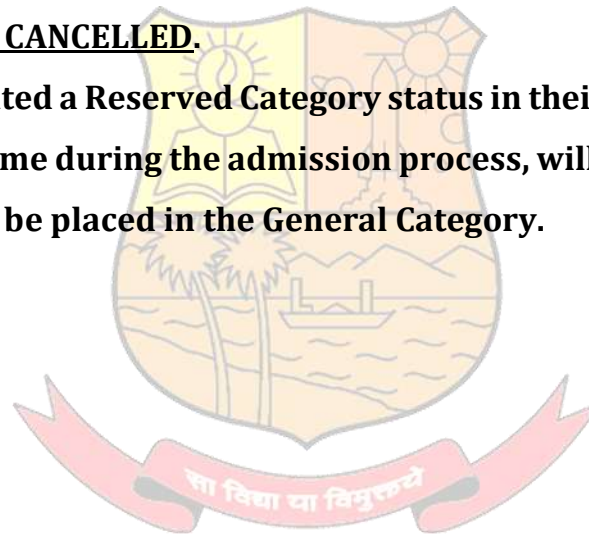 CANCELLED.
ted a Reserved Category status in thei
me during the admission process, will
be placed in the General Category.
सा विद्या या विमुक्तये